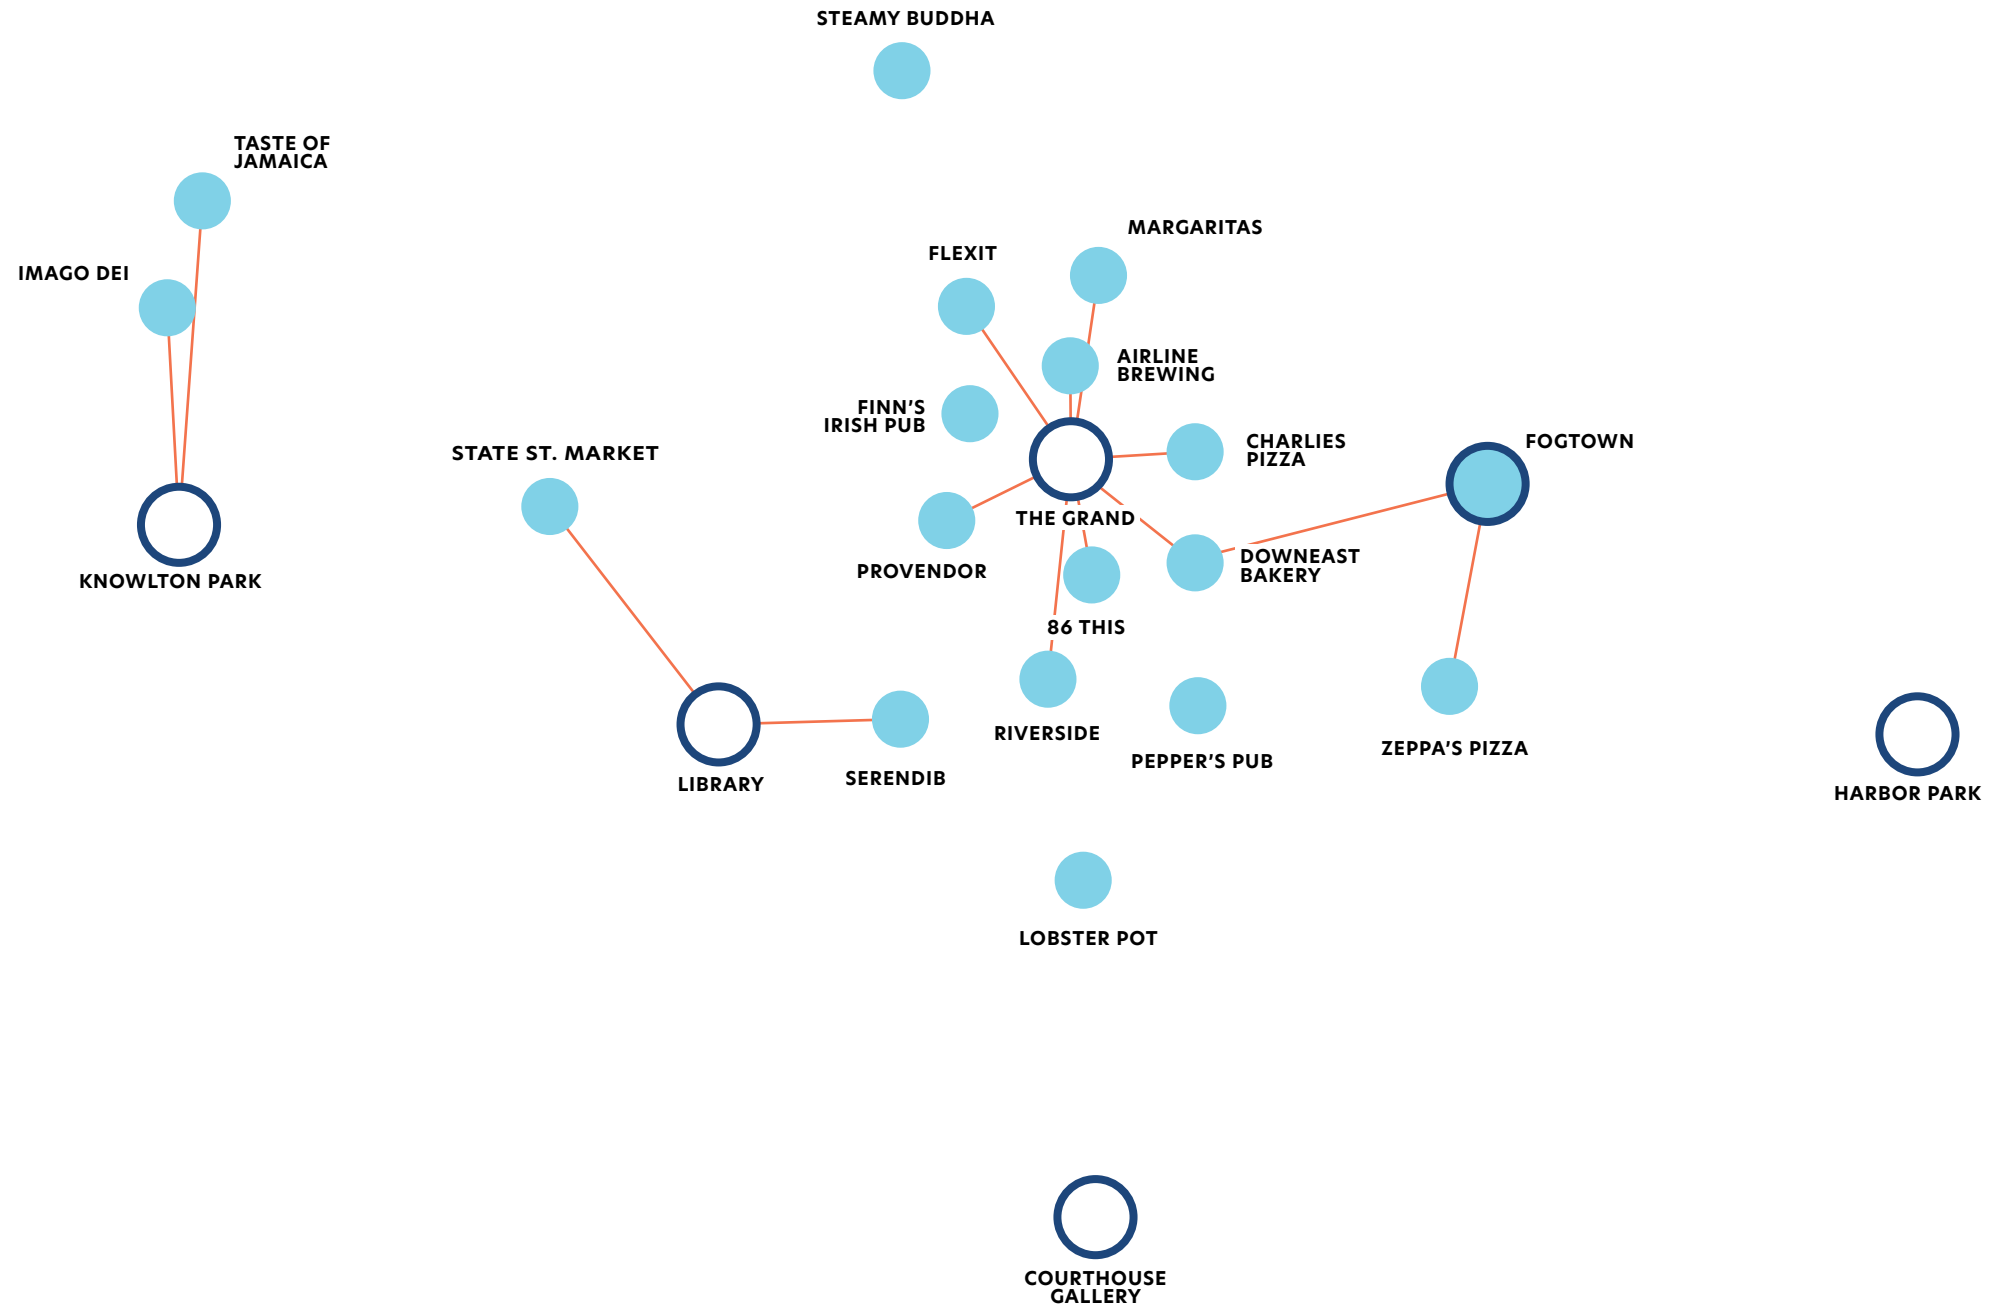 STEAMY BUDDHA
TASTE OF
JAMAICA
MARGARITAS
FLEXIT
IMAGO DEI
AIRLINE
BREWING
FINN'S
IRISH PUB
CHARLIES
PIZZA
FOGTOWN
STATE ST. MARKET
THE GRAND
DOWNEAST
BAKERY
PROVENDOR
KNOWLTON PARK
86 THIS
RIVERSIDE
ZEPPA'S PIZZA
PEPPER'S PUB
SERENDIB
LIBRARY
HARBOR PARK
LOBSTER POT
COURTHOUSE
GALLERY